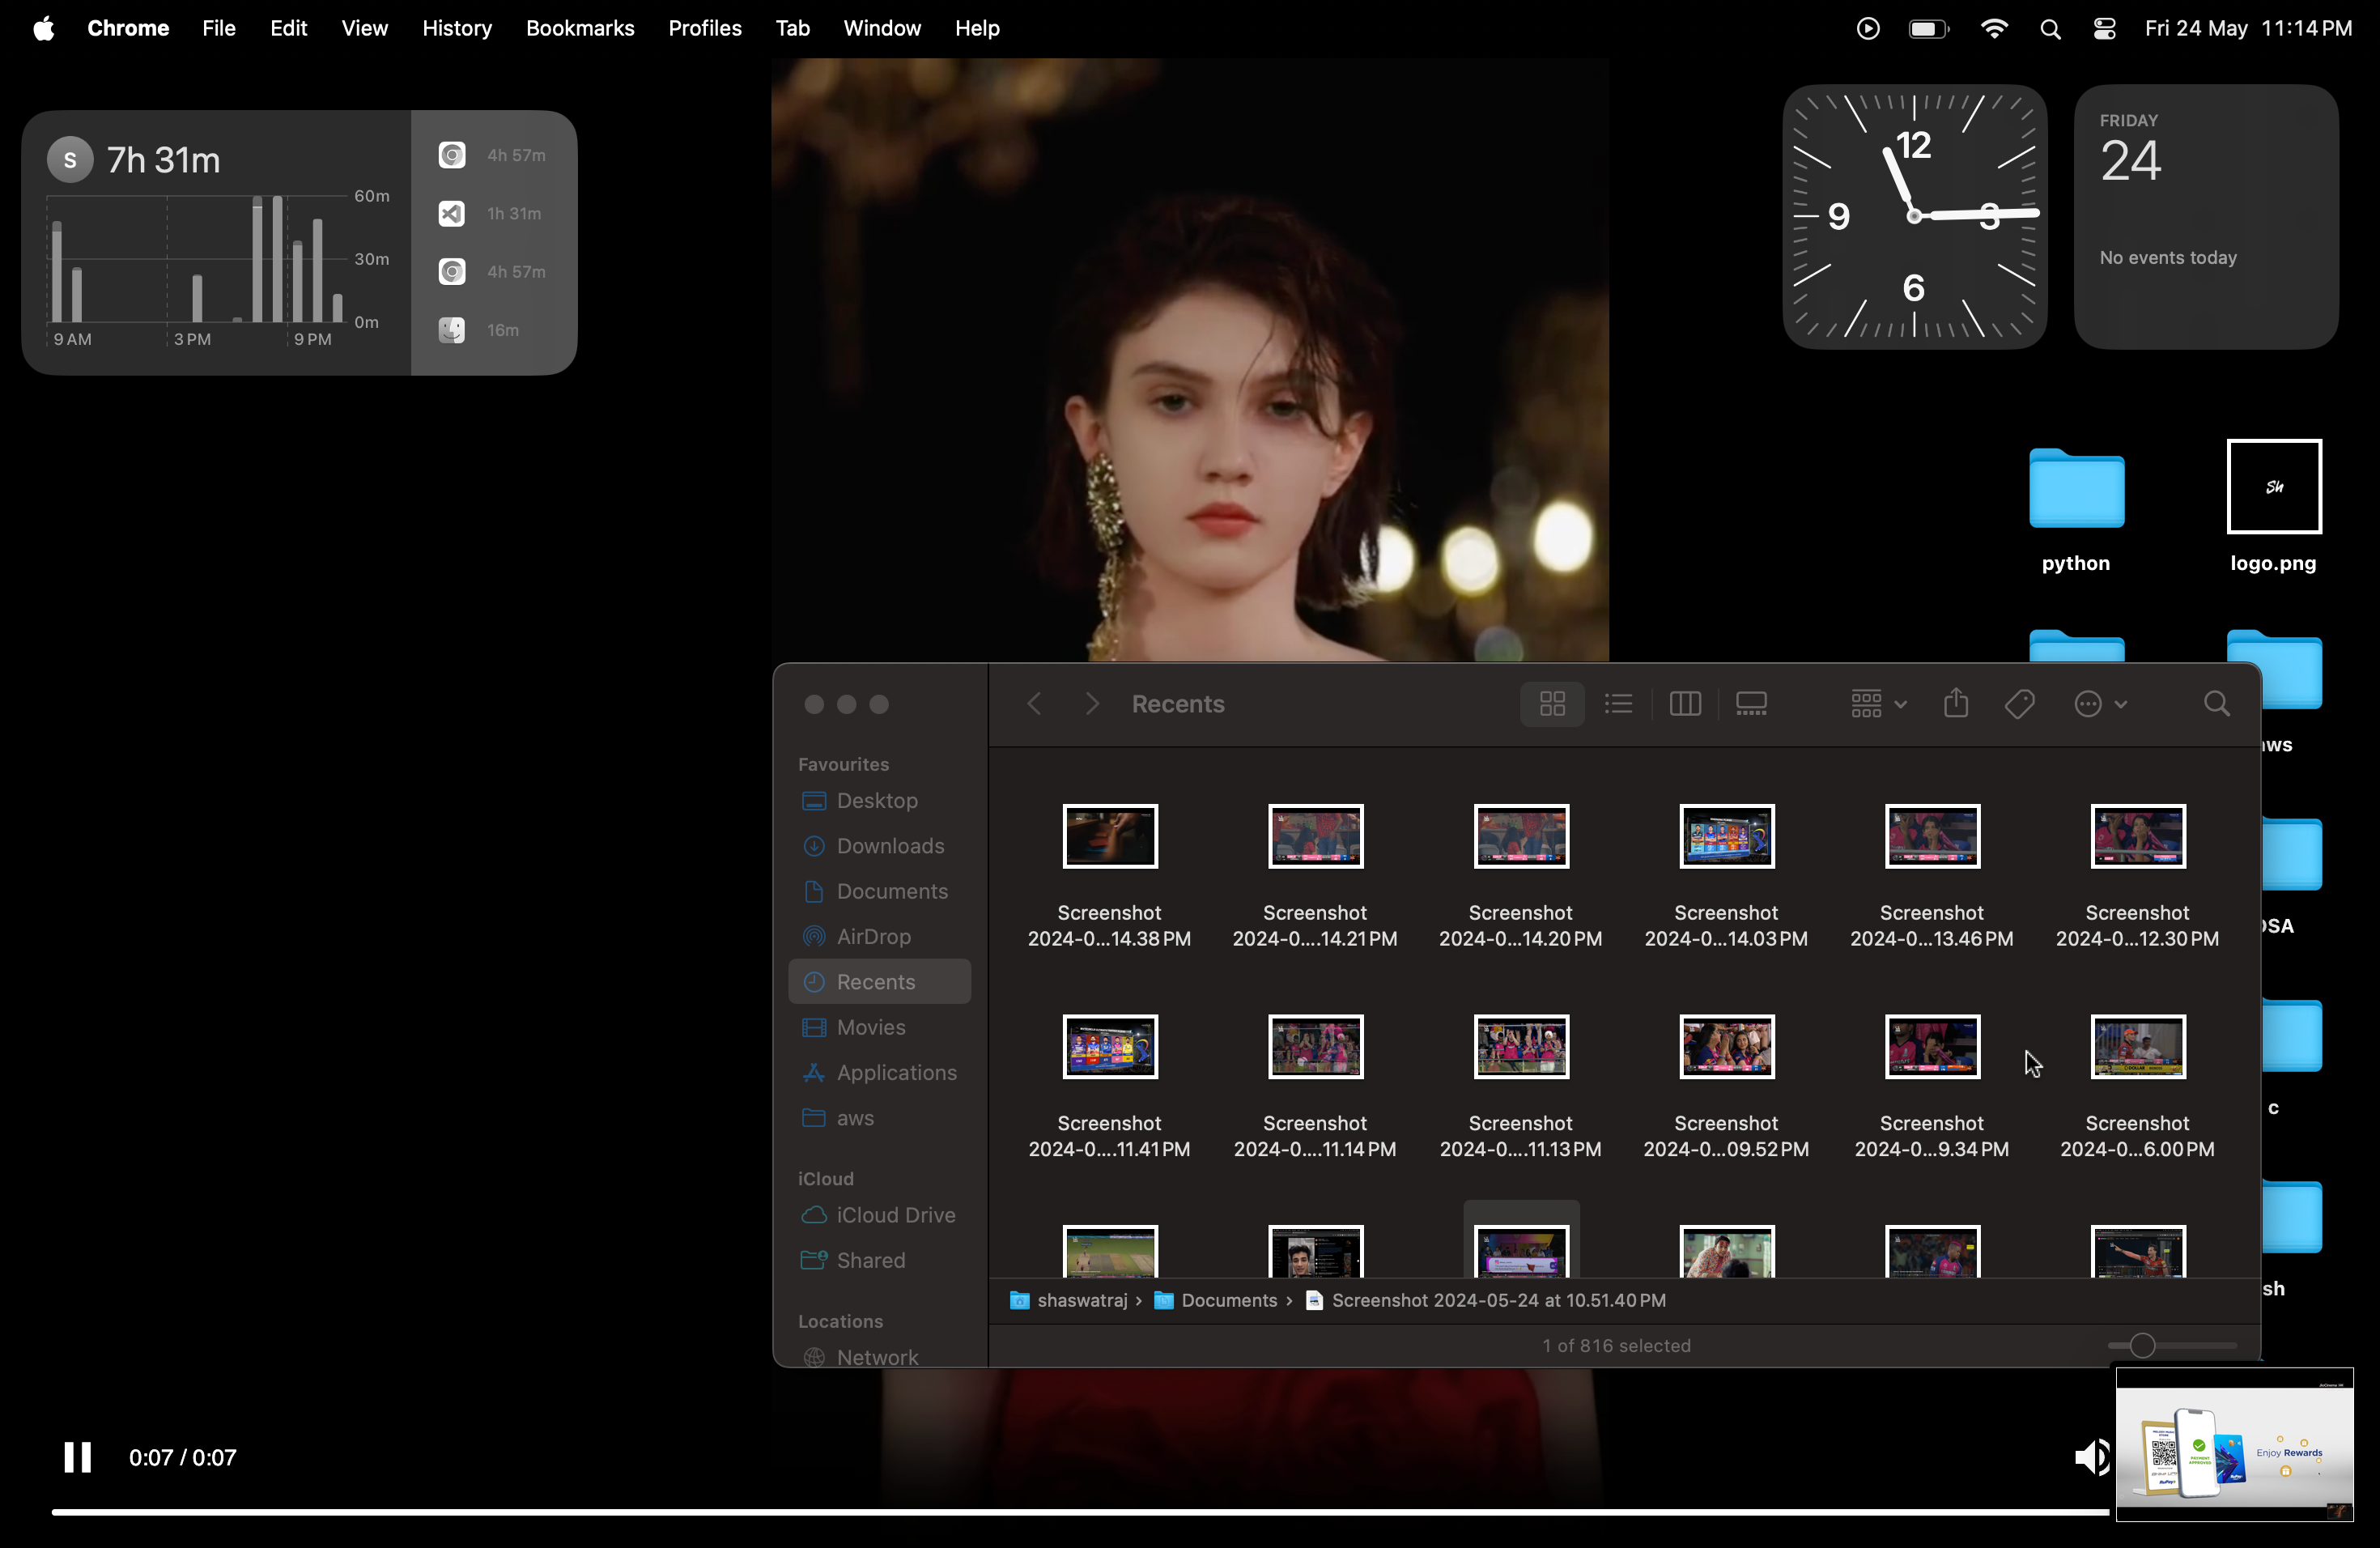 Chrome File Edit View History Bookmarks Profiles Tab Window Help Fri 24 May 11:14 PM
S 7h 31m
60m
30m
0m
9 AM 3 PM 9 PM
4h 57m
1h 31m
4h 57m
16m
12
3
6
9
FRIDAY
24
No events today
python
Sh
logo.png
ws
SA
c
sh
Recents
Favourites
Desktop
Downloads
Documents
AirDrop
Recents
Movies
Applications
aws
iCloud
iCloud Drive
Shared
Locations
Network
Screenshot Screenshot Screenshot Screenshot Screenshot Screenshot
2024-0...14.38 PM 2024-0....14.21 PM 2024-0...14.20 PM 2024-0...14.03 PM 2024-0...13.46 PM 2024-0...12.30 PM
Screenshot Screenshot Screenshot Screenshot Screenshot Screenshot
2024-0....11.41 PM 2024-0....11.14 PM 2024-0....11.13 PM 2024-0...09.52 PM 2024-0...9.34 PM 2024-0...6.00 PM
shaswatraj › Documents › Screenshot 2024-05-24 at 10.51.40 PM
1 of 816 selected
0:07 / 0:07
PAYMENT
APPROVED
Enjoy Rewards
RuPay